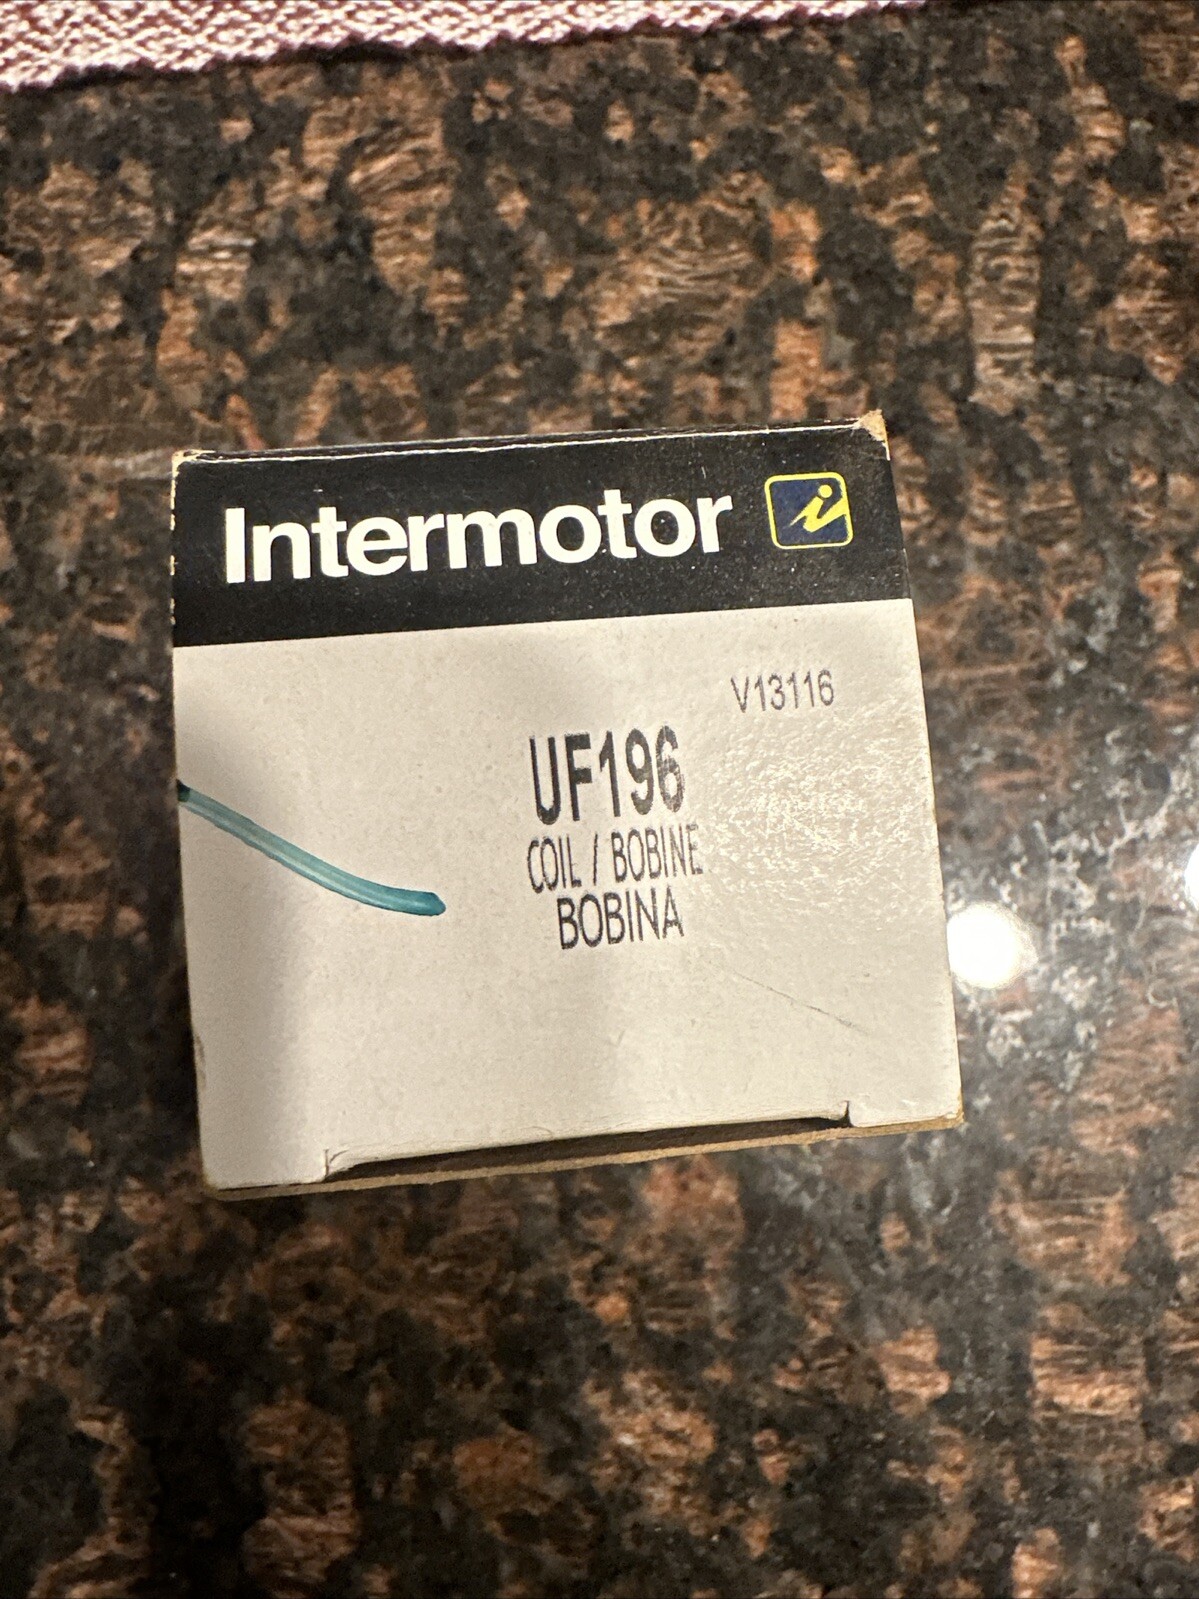 Intermotor
V13116
UF196
COIL / BOBINE
BOBINA